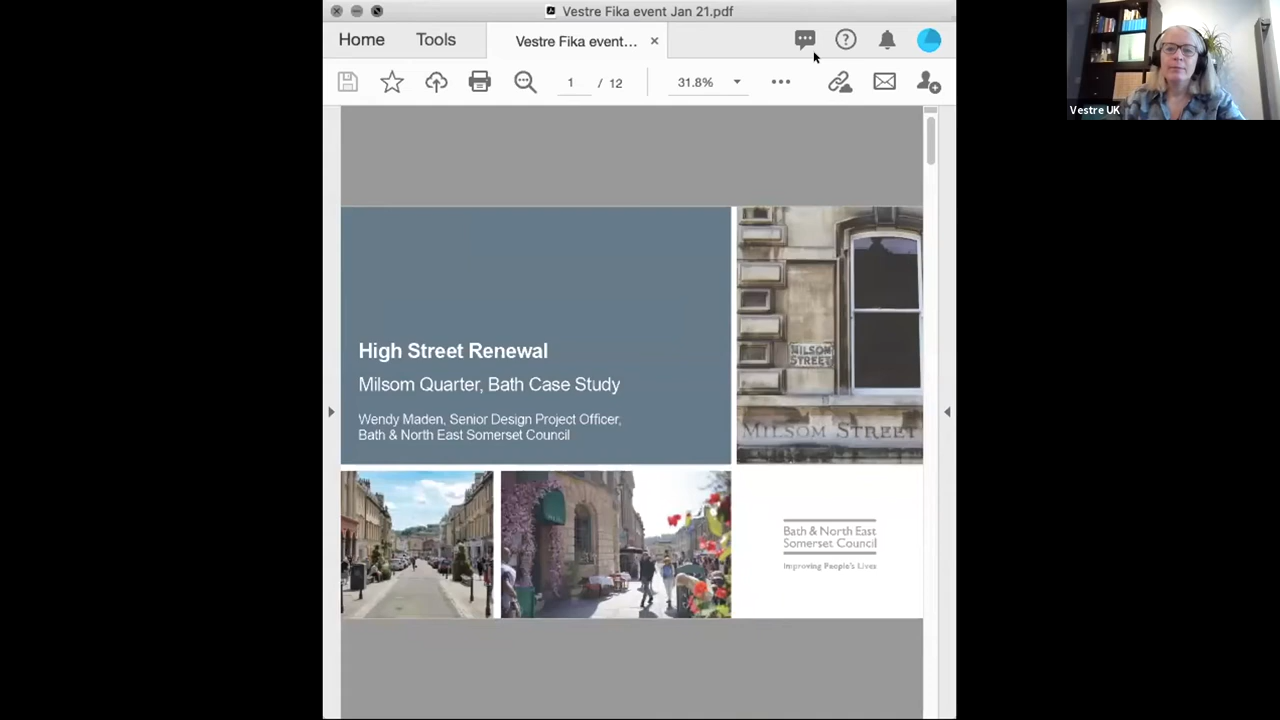 Vestre Fika event Jan 21.pdf
Home
Tools
Vestre Fika event...
1 / 12
31.8%
Vestre UK
High Street Renewal
Milsom Quarter, Bath Case Study
Wendy Maden, Senior Design Project Officer,
Bath & North East Somerset Council
MILSOM
STREET
MILSOM STREET
Bath & North East
Somerset Council
Improving People's Lives